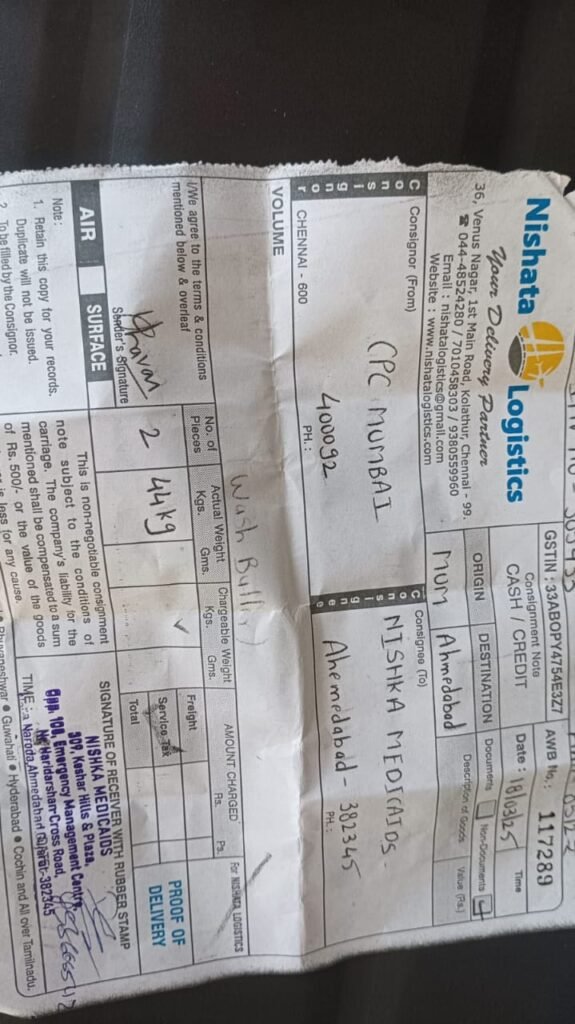 Nishata Logistics
Your Delivery Partner
36, Venus Nagar, 1st Main Road, Kolathur, Chennai - 99.
☎ 044-48524280 / 7010458303 / 9380559960
Email : nishatalogistics@gmail.com
Website : www.nishatalogistics.com
GSTIN : 33ABOPY4754E3Z7
AWB No.: 117289
Consignment Note
CASH / CREDIT
Date : 18/03/25
Time
ORIGIN
DESTINATION
Documents
Non-Documents
MUM
Ahmedabad
Description of Goods
Value (Rs.)
Consignor
Consignor (From)
CPC MUMBAI
400092
CHENNAI - 600
PH. :
Consignee
Consignee (To)
NISHKA MEDICAIDS.
Ahemedabad - 382345
PH. :
VOLUME
Wash
I/We agree to the terms & conditions
mentioned below & overleaf
Sender's Signature
No. of
Pieces
2
Actual Weight
Kgs. Gms.
44kg
Chargeable Weight
Kgs. Gms.
AMOUNT CHARGED
Rs. Ps.
Freight
Service Tax
Total
For NISHATA LOGISTICS
PROOF OF
DELIVERY
AIR
SURFACE
Note :
1. Retain this copy for your records.
Duplicate will not be issued.
2. To be filled by the Consignor.
This is non-negotiable consignment
note subject to the conditions of
carriage. The company's liability for the
mentioned shall be compensated to a sum
of Rs. 500/- or the value of the goods
is less for any cause.
SIGNATURE OF RECEIVER WITH RUBBER STAMP
NISHKA MEDICAIDS
309, Keshar Hills & Plaza,
Opp. 108, Emergency Management Centre,
Nr. Haridarshan Cross Road,
Naroda, Ahmedabad Gujarat-382345
TIME :
Guwahati ● Hyderabad ● Cochin and All over Tamilnadu.